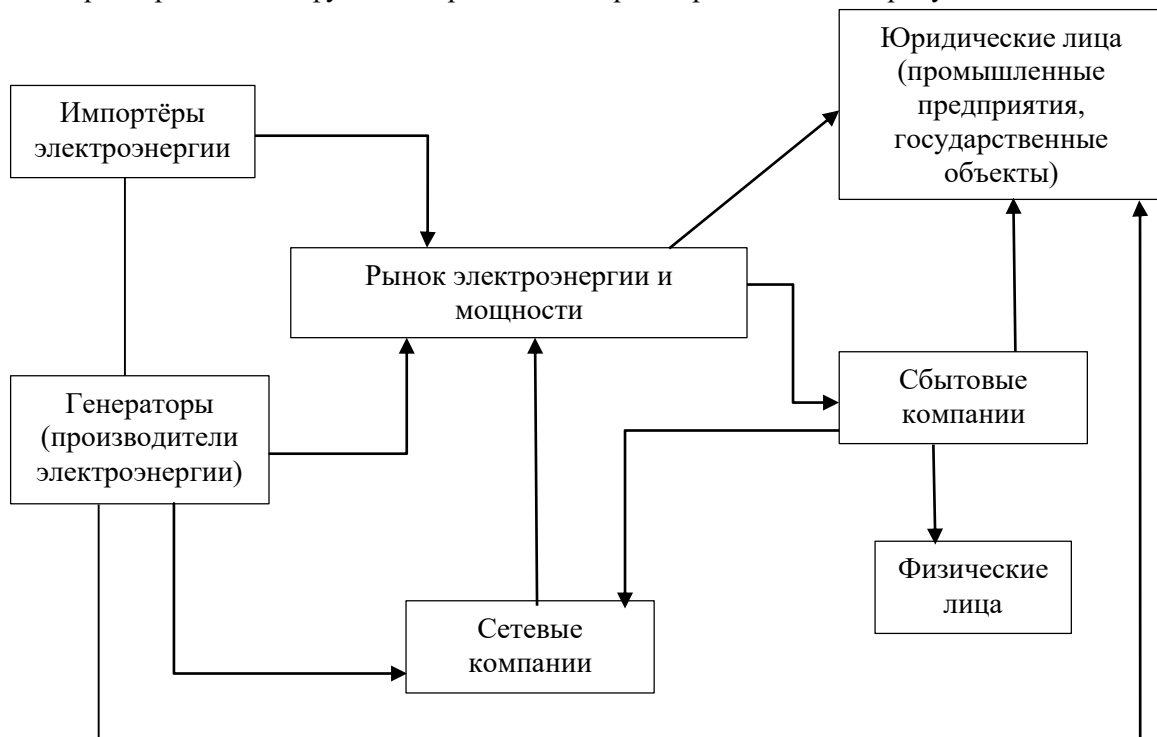 Юридические лица
(промышленные
предприятия,
государственные
объекты)
Импортёры
электроэнергии
Рынок электроэнергии и
мощности
Генераторы
(производители
электроэнергии)
Сбытовые
компании
Физические
лица
Сетевые
компании